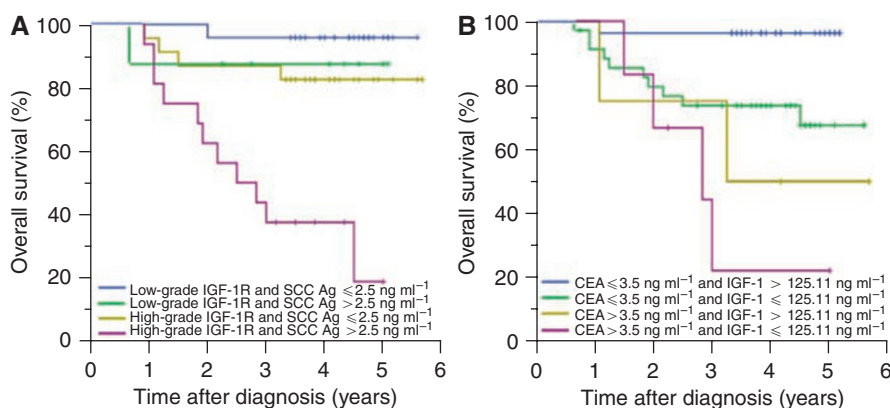 A
Overall survival (%)
100
80
60
40
20
0
Low-grade IGF-1R and SCC Ag ⩽2.5 ng ml⁻¹
Low-grade IGF-1R and SCC Ag >2.5 ng ml⁻¹
High-grade IGF-1R and SCC Ag ⩽2.5 ng ml⁻¹
High-grade IGF-1R and SCC Ag >2.5 ng ml⁻¹
0 1 2 3 4 5 6
Time after diagnosis (years)
B
Overall survival (%)
100
80
60
40
20
0
CEA⩽3.5 ng ml⁻¹ and IGF-1 > 125.11 ng ml⁻¹
CEA⩽3.5 ng ml⁻¹ and IGF-1 ⩽ 125.11 ng ml⁻¹
CEA>3.5 ng ml⁻¹ and IGF-1 > 125.11 ng ml⁻¹
CEA>3.5 ng ml⁻¹ and IGF-1 ⩽ 125.11 ng ml⁻¹
0 1 2 3 4 5 6
Time after diagnosis (years)